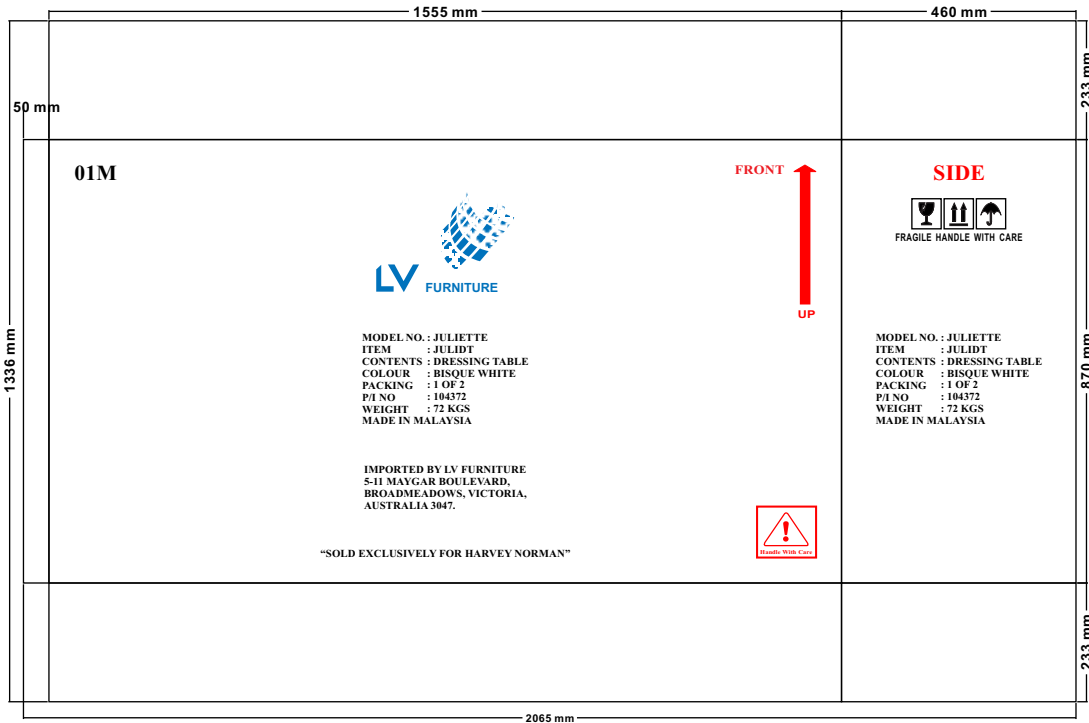 1555 mm
460 mm
233 mm
50 mm
01M
FRONT
SIDE
FRAGILE HANDLE WITH CARE
LV FURNITURE
UP
1336 mm
870 mm
MODEL NO. : JULIETTE
ITEM : JULIDT
CONTENTS : DRESSING TABLE
COLOUR : BISQUE WHITE
PACKING : 1 OF 2
P/I NO : 104372
WEIGHT : 72 KGS
MADE IN MALAYSIA
MODEL NO. : JULIETTE
ITEM : JULIDT
CONTENTS : DRESSING TABLE
COLOUR : BISQUE WHITE
PACKING : 1 OF 2
P/I NO : 104372
WEIGHT : 72 KGS
MADE IN MALAYSIA
IMPORTED BY LV FURNITURE
5-11 MAYGAR BOULEVARD,
BROADMEADOWS, VICTORIA,
AUSTRALIA 3047.
Handle With Care
“SOLD EXCLUSIVELY FOR HARVEY NORMAN”
233 mm
2065 mm